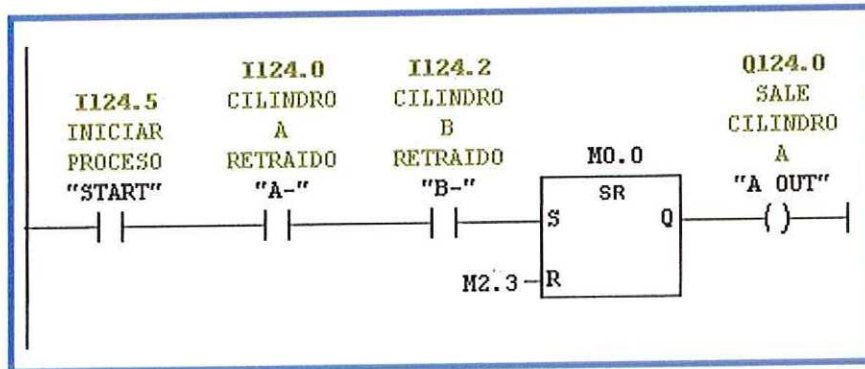 I124.5
INICIAR
PROCESO
"START"
I124.0
CILINDRO
A
RETRAIDO
"A-"
I124.2
CILINDRO
B
RETRAIDO
"B-"
M0.0
SR
S
Q
M2.3
R
Q124.0
SALE
CILINDRO
A
"A OUT"